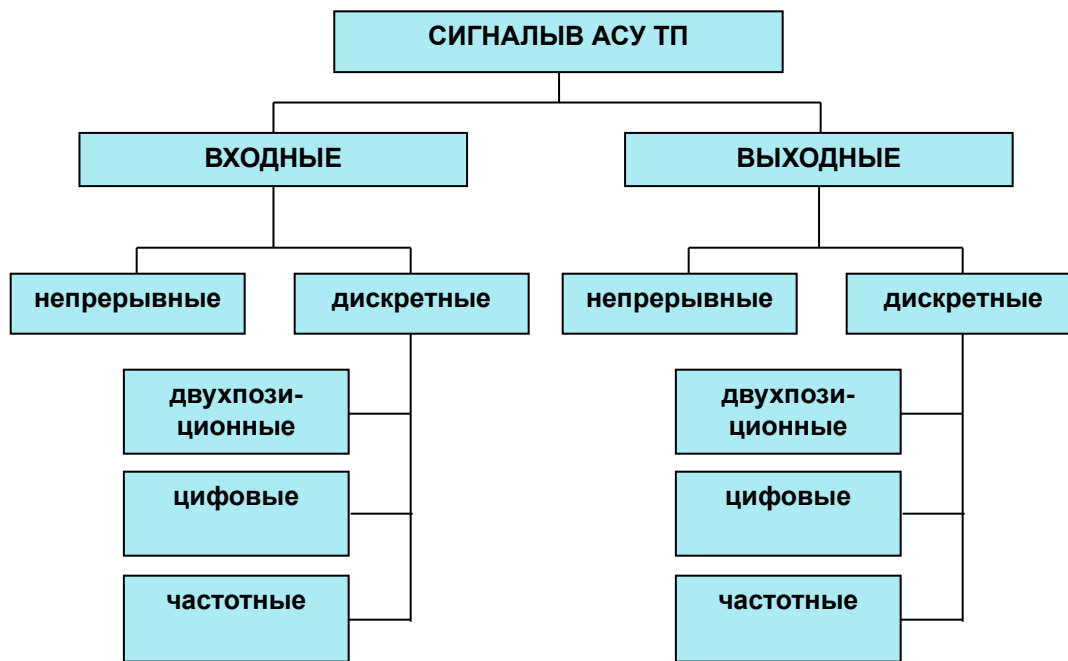 СИГНАЛЫВ АСУ ТП
ВХОДНЫЕ
ВЫХОДНЫЕ
непрерывные
дискретные
непрерывные
дискретные
двухпози-
ционные
двухпози-
ционные
цифовые
цифовые
частотные
частотные